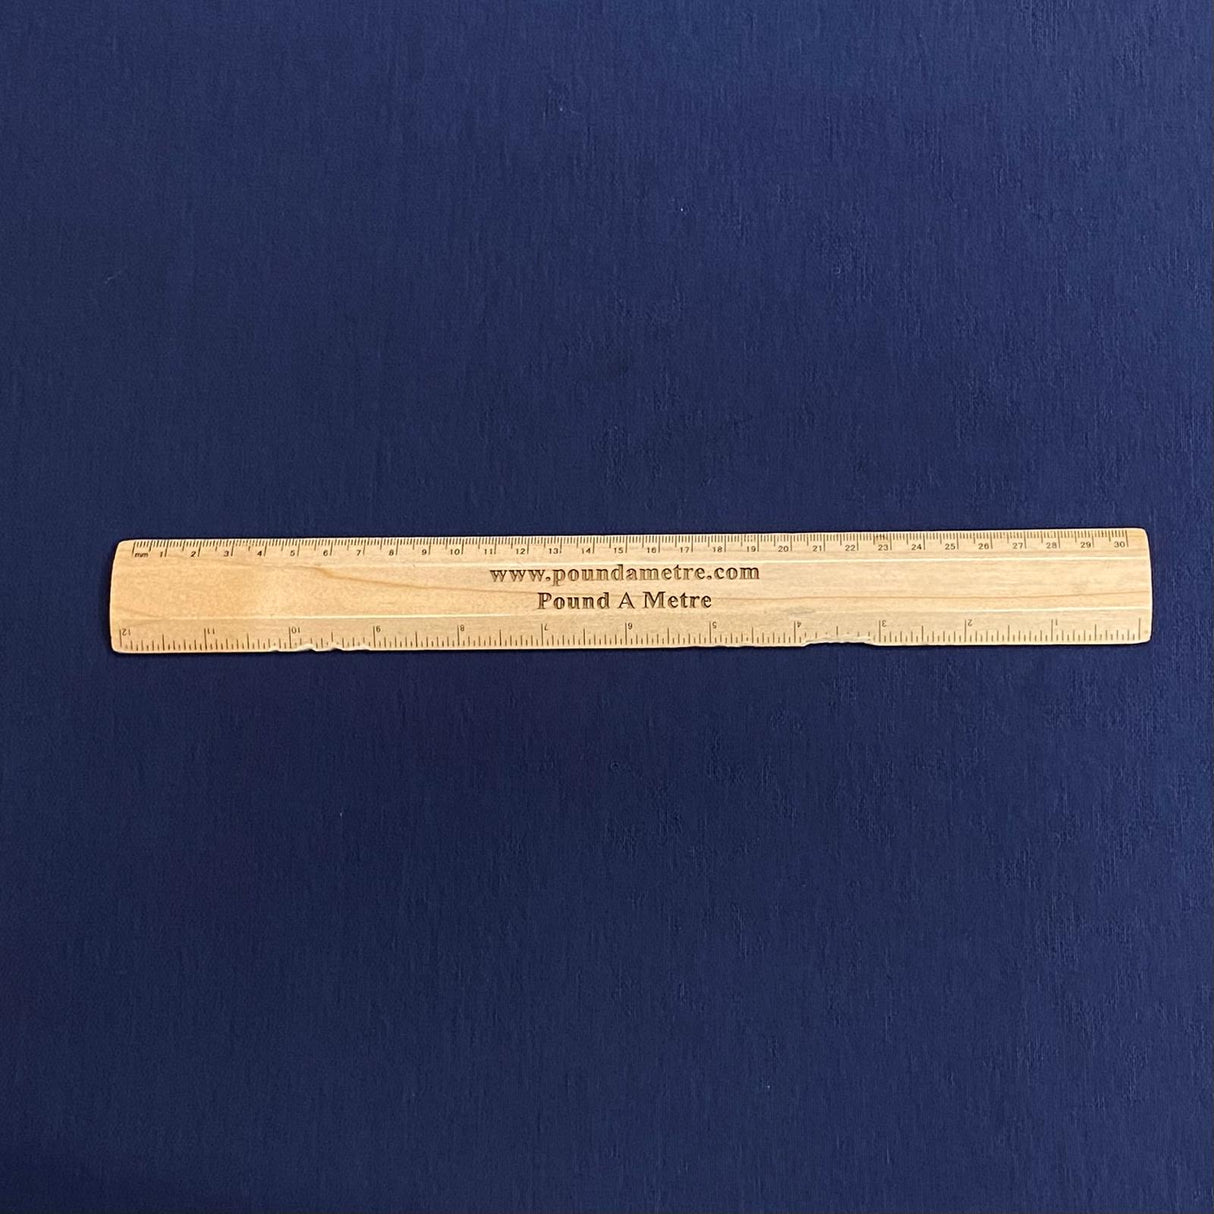 mm 1 2 3 4 5 6 7 8 9 10 11 12 13 14 15 16 17 18 19 20 21 22 23 24 25 26 27 28 29 30
www.poundametre.com
Pound A Metre
12 11 10 9 8 7 6 5 4 3 2 1